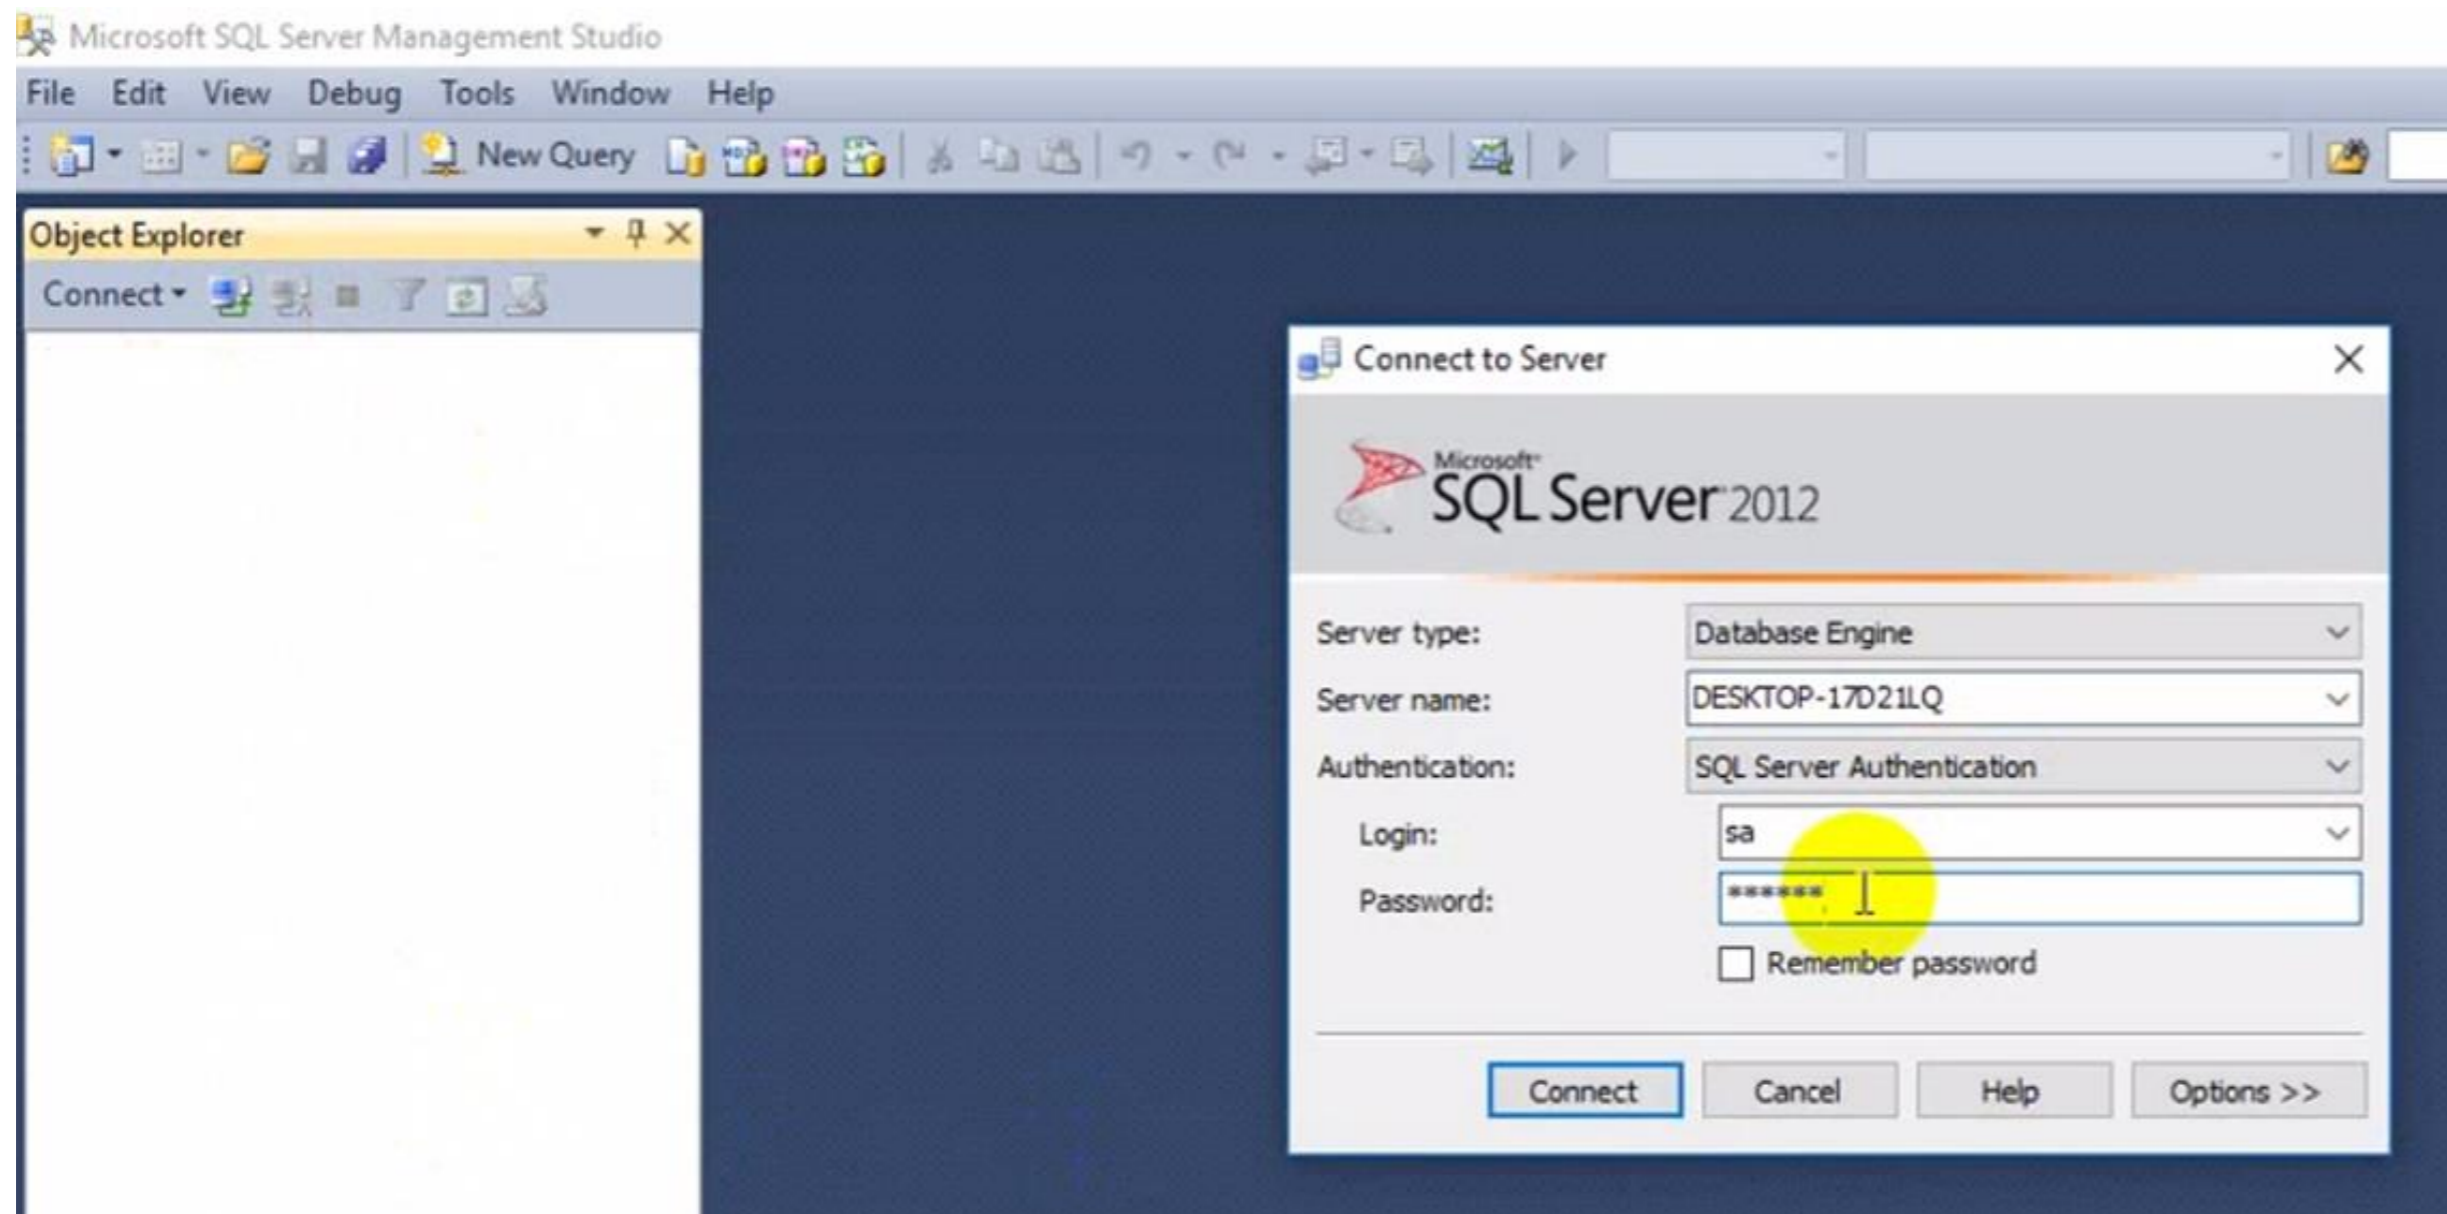 Microsoft SQL Server Management Studio
File Edit View Debug Tools Window Help
New Query
Object Explorer
Connect
Connect to Server
Microsoft
SQL Server 2012
Server type: Database Engine
Server name: DESKTOP-17D21LQ
Authentication: SQL Server Authentication
Login: sa
Password: ******
Remember password
Connect Cancel Help Options >>